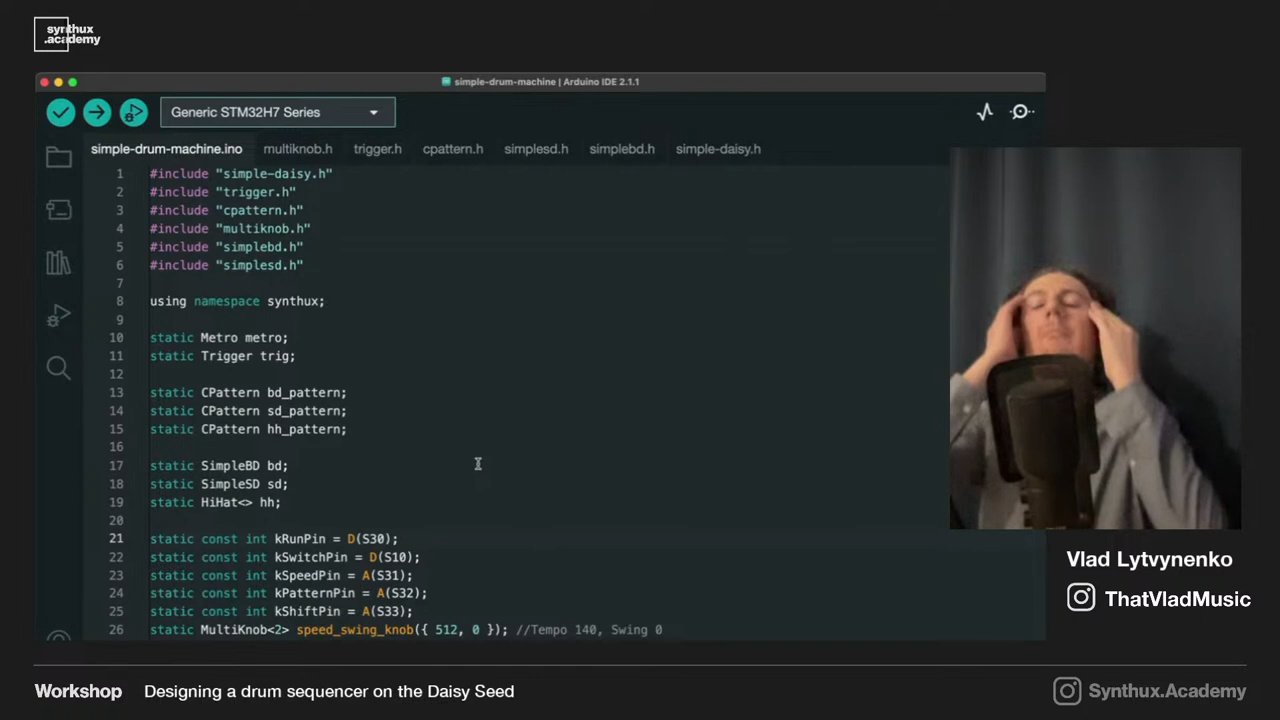 synthux
.academy
simple-drum-machine | Arduino IDE 2.1.1
Generic STM32H7 Series
simple-drum-machine.ino multiknob.h trigger.h cpattern.h simplesd.h simplebd.h simple-daisy.h
1 #include "simple-daisy.h"
2 #include "trigger.h"
3 #include "cpattern.h"
4 #include "multiknob.h"
5 #include "simplebd.h"
6 #include "simplesd.h"
7
8 using namespace synthux;
9
10 static Metro metro;
11 static Trigger trig;
12
13 static CPattern bd_pattern;
14 static CPattern sd_pattern;
15 static CPattern hh_pattern;
16
17 static SimpleBD bd;
18 static SimpleSD sd;
19 static HiHat<> hh;
20
21 static const int kRunPin = D(S30);
22 static const int kSwitchPin = D(S10);
23 static const int kSpeedPin = A(S31);
24 static const int kPatternPin = A(S32);
25 static const int kShiftPin = A(S33);
26 static MultiKnob<2> speed_swing_knob({ 512, 0 }); //Tempo 140, Swing 0
Vlad Lytvynenko
ThatVladMusic
Workshop Designing a drum sequencer on the Daisy Seed
Synthux.Academy